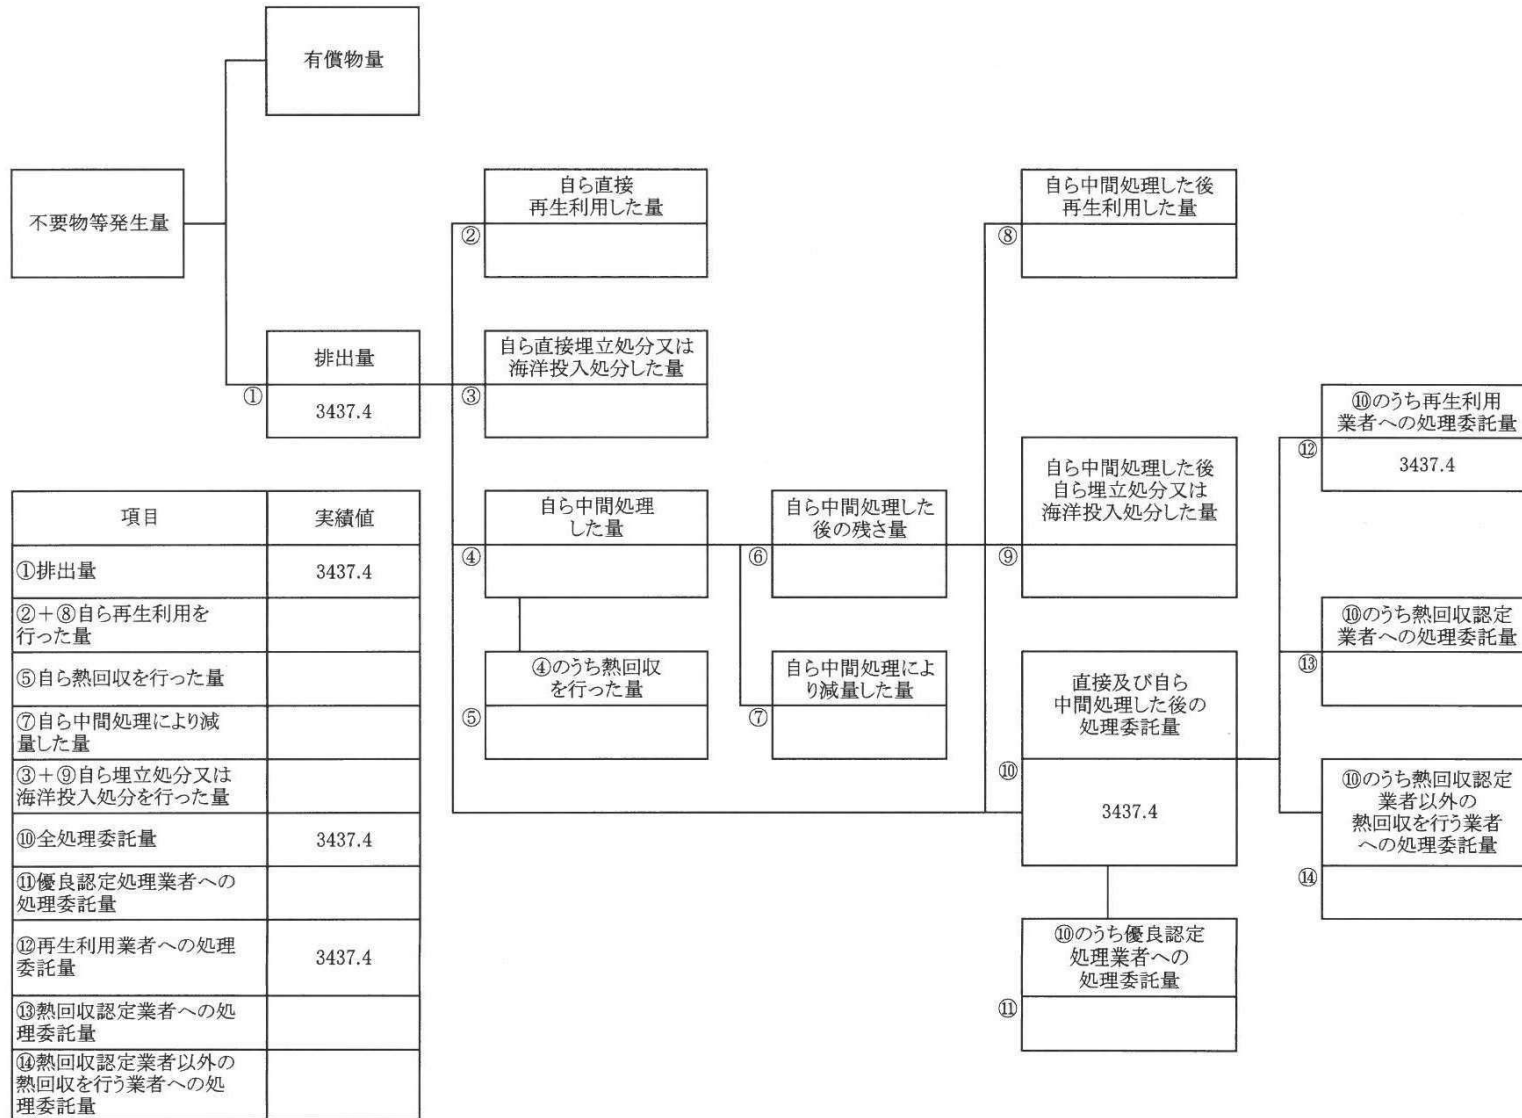 有償物量
不要物等発生量
排出量
①
3437.4
自ら直接
再生利用した量
②
自ら直接埋立処分又は
海洋投入処分した量
③
自ら中間処理
した量
④
④のうち熱回収
を行った量
⑤
自ら中間処理した
後の残さ量
⑥
自ら中間処理によ
り減量した量
⑦
自ら中間処理した後
再生利用した量
⑧
自ら中間処理した後
自ら埋立処分又は
海洋投入処分した量
⑨
直接及び自ら
中間処理した後の
処理委託量
⑩
3437.4
⑩のうち優良認定
処理業者への
処理委託量
⑪
⑩のうち再生利用
業者への処理委託量
⑫
3437.4
⑩のうち熱回収認定
業者への処理委託量
⑬
⑩のうち熱回収認定
業者以外の
熱回収を行う業者
への処理委託量
⑭
項目 実績値
①排出量 3437.4
②+⑧自ら再生利用を
行った量
⑤自ら熱回収を行った量
⑦自ら中間処理により減
量した量
③+⑨自ら埋立処分又は
海洋投入処分を行った量
⑩全処理委託量 3437.4
⑪優良認定処理業者への
処理委託量
⑫再生利用業者への処理
委託量 3437.4
⑬熱回収認定業者への処
理委託量
⑭熱回収認定業者以外の
熱回収を行う業者への処
理委託量